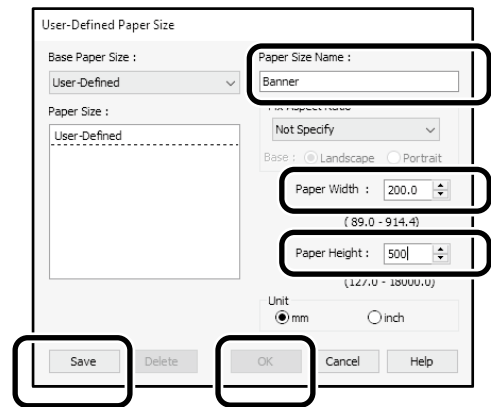 User-Defined Paper Size
Base Paper Size :
User-Defined
Paper Size Name :
Banner
Paper Size :
User-Defined
Not Specify
Base : Landscape Portrait
Paper Width : 200.0
( 89.0 - 914.4)
Paper Height : 500
(127.0 - 18000.0)
Unit
mm inch
Save Delete OK Cancel Help